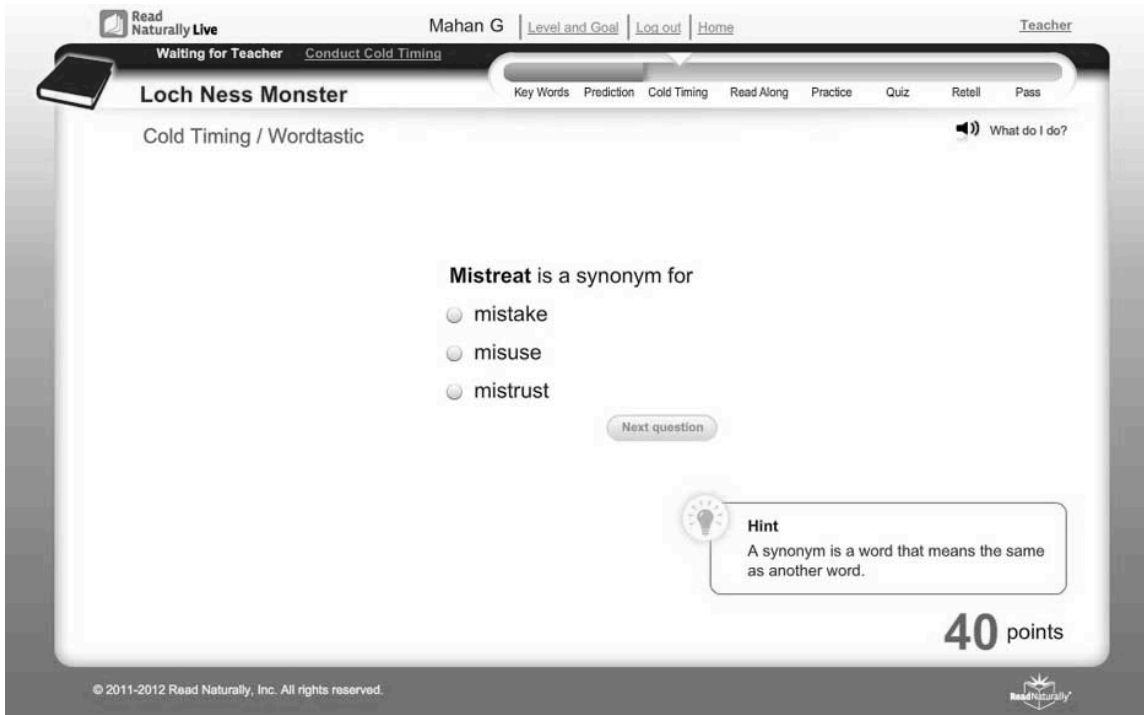 Read
Naturally Live
Mahan G Level and Goal Log out Home Teacher
Waiting for Teacher Conduct Cold Timing
Loch Ness Monster
Key Words Prediction Cold Timing Read Along Practice Quiz Retell Pass
Cold Timing / Wordtastic
What do I do?
Mistreat is a synonym for
mistake
misuse
mistrust
Next question
Hint
A synonym is a word that means the same
as another word.
40 points
© 2011-2012 Read Naturally, Inc. All rights reserved.
Read Naturally